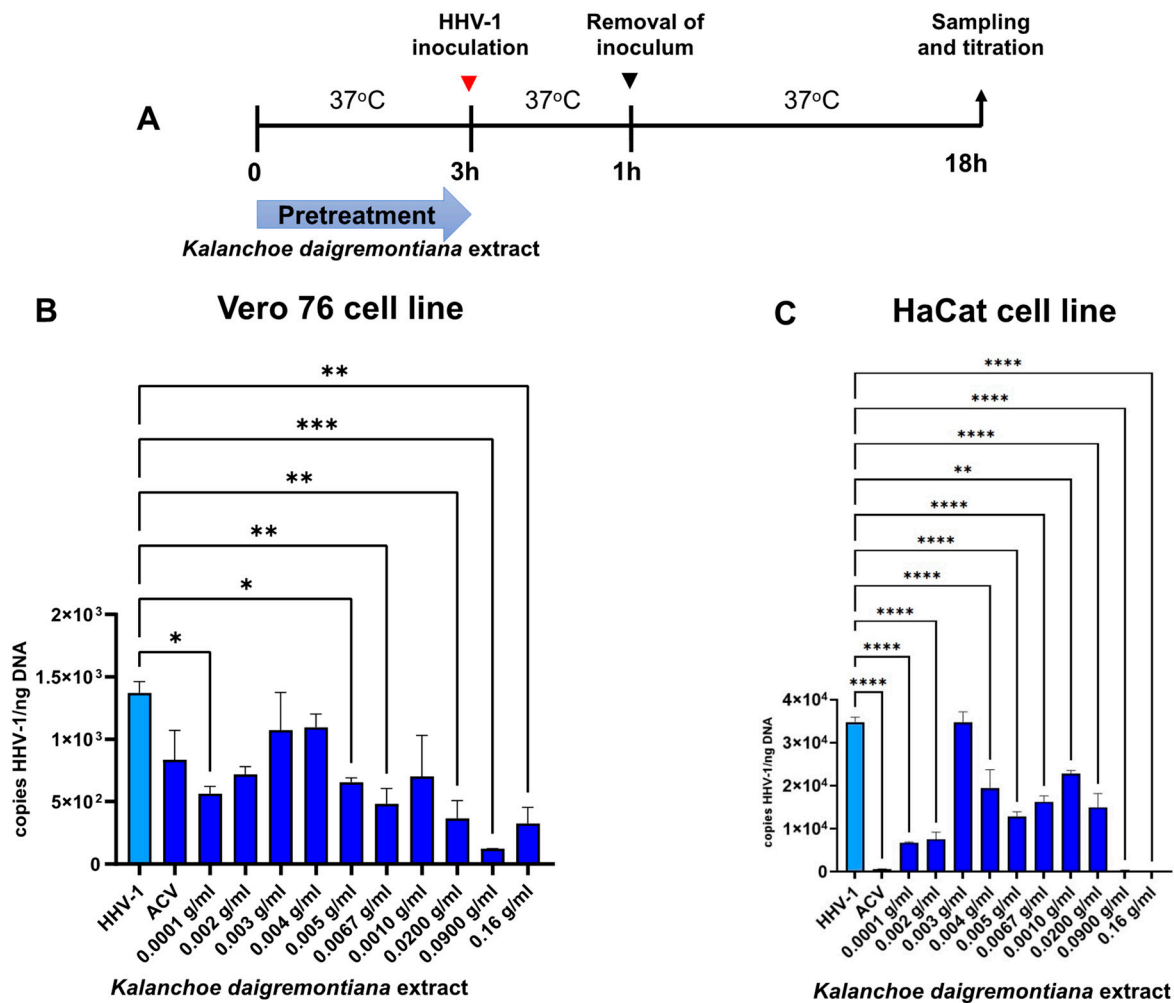 HHV-1
inoculation
Removal of
inoculum
Sampling
and titration
37°C
37°C
37°C
A
0
3h
1h
18h
Pretreatment
Kalanchoe daigremontiana extract
B
Vero 76 cell line
**
***
**
**
*
*
copies HHV-1/ng DNA
2×10³
1.5×10³
1×10³
5×10²
0
HHV-1
ACV
0.0001 g/ml
0.002 g/ml
0.003 g/ml
0.004 g/ml
0.005 g/ml
0.0067 g/ml
0.0010 g/ml
0.0200 g/ml
0.0900 g/ml
0.16 g/ml
Kalanchoe daigremontiana extract
C
HaCat cell line
****
****
****
**
****
****
****
****
****
****
copies HHV-1/ng DNA
4×10⁴
3×10⁴
2×10⁴
1×10⁴
0
HHV-1
ACV
0.0001 g/ml
0.002 g/ml
0.003 g/ml
0.004 g/ml
0.005 g/ml
0.0067 g/ml
0.0010 g/ml
0.0200 g/ml
0.0900 g/ml
0.16 g/ml
Kalanchoe daigremontiana extract